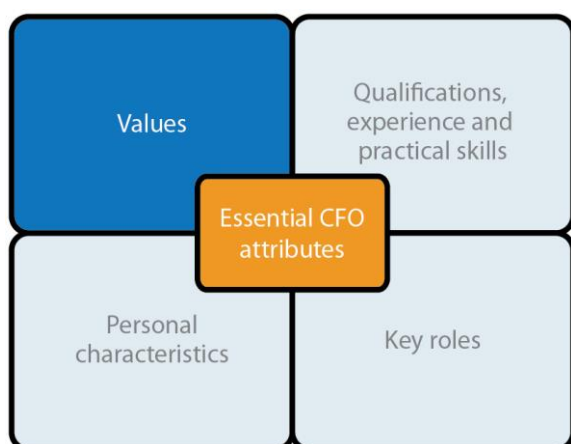 Values
Qualifications,
experience and
practical skills
Essential CFO
attributes
Personal
characteristics
Key roles